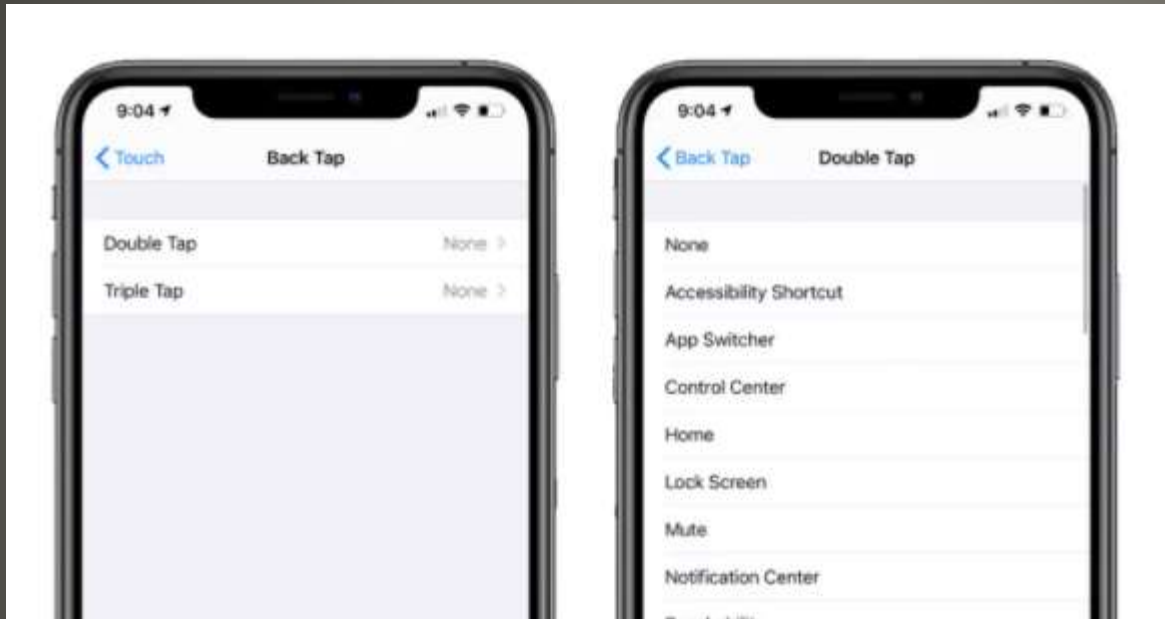 9:04
Touch
Back Tap
Double Tap
None
Triple Tap
None
9:04
Back Tap
Double Tap
None
Accessibility Shortcut
App Switcher
Control Center
Home
Lock Screen
Mute
Notification Center